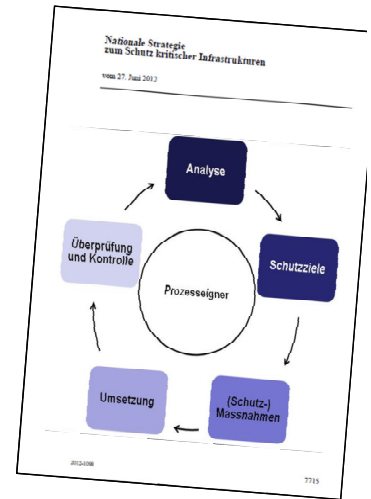 Nationale Strategie
zum Schutz kritischer Infrastrukturen
vom 27. Juni 2012
Analyse
Schutzziele
(Schutz-)
Massnahmen
Umsetzung
Überprüfung
und Kontrolle
Prozesseigner
7715